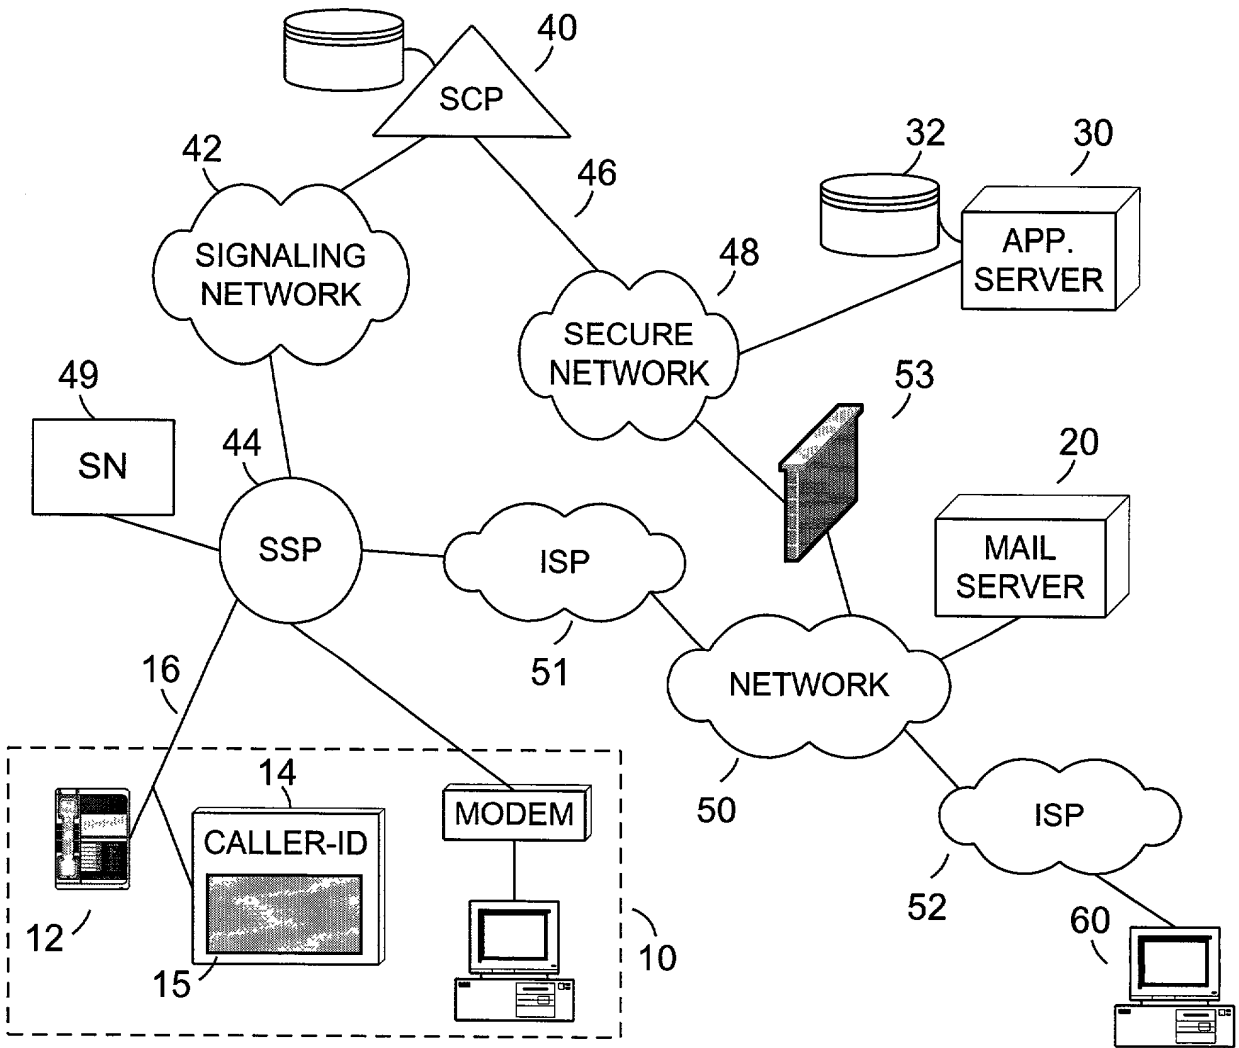 40
SCP
42
32
30
46
APP.
SERVER
SIGNALING
NETWORK
48
SECURE
NETWORK
49
53
SN
44
20
SSP
ISP
MAIL
SERVER
16
51
NETWORK
14
50
MODEM
ISP
CALLER-ID
12
52
60
15
10